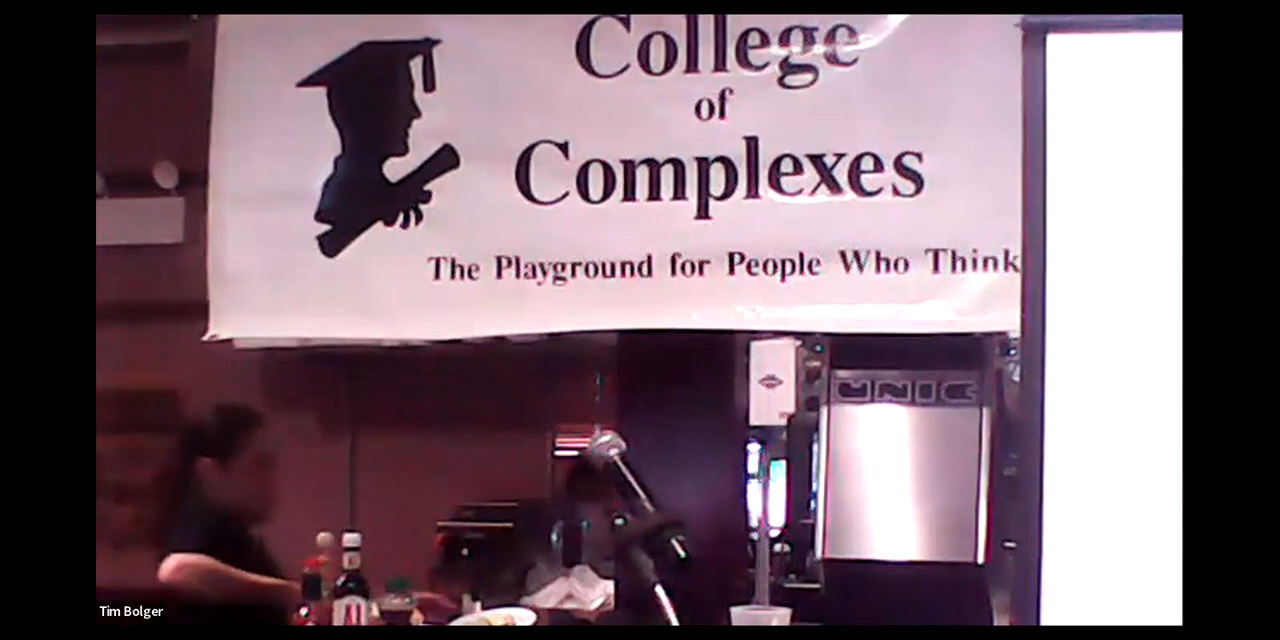 College
of
Complexes
The Playground for People Who Think
UNIC
Tim Bolger